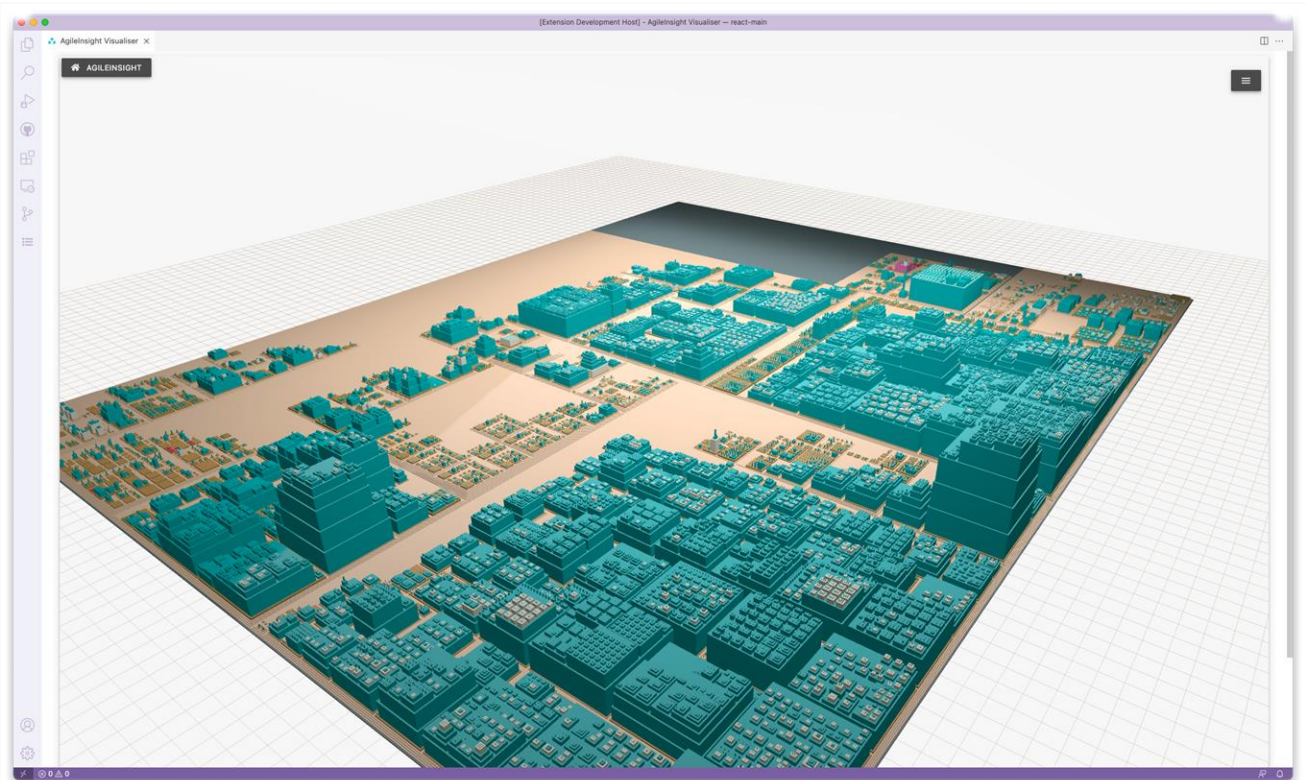 [Extension Development Host] - AgileInsight Visualiser — react-main
AgileInsight Visualiser
AGILEINSIGHT
0 0